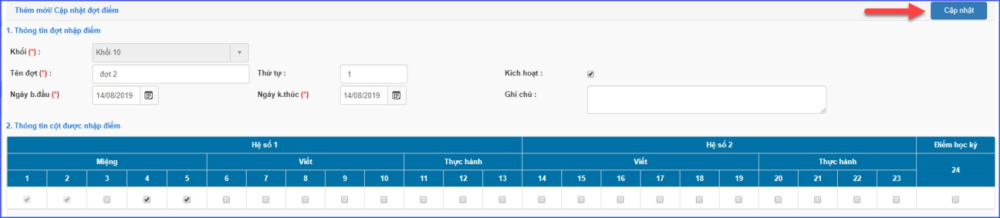 Thêm mới/ Cập nhật đợt điểm
Cập nhật
1. Thông tin đợt nhập điểm
Khối (*) :
Khối 10
Tên đợt (*) :
đợt 2
Thứ tự :
1
Kích hoạt :
Ngày b.đầu (*)
14/08/2019
Ngày k.thúc (*)
14/08/2019
Ghi chú :
2. Thông tin cột được nhập điểm
Hệ số 1
Hệ số 2
Điểm học kỳ
Miệng
Viết
Thực hành
Viết
Thực hành
1 2 3 4 5 6 7 8 9 10 11 12 13 14 15 16 17 18 19 20 21 22 23
24